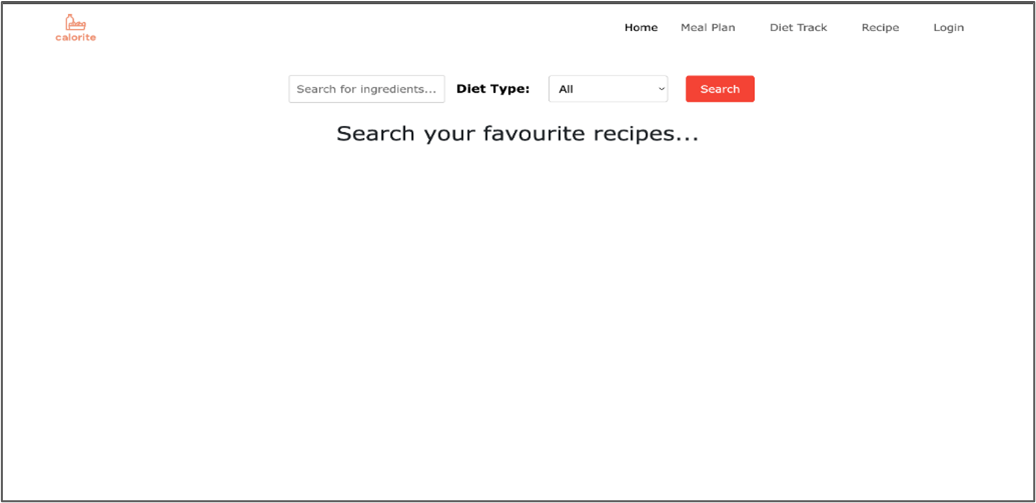 calorite
Home Meal Plan Diet Track Recipe Login
Search for ingredients... Diet Type: All Search
Search your favourite recipes...